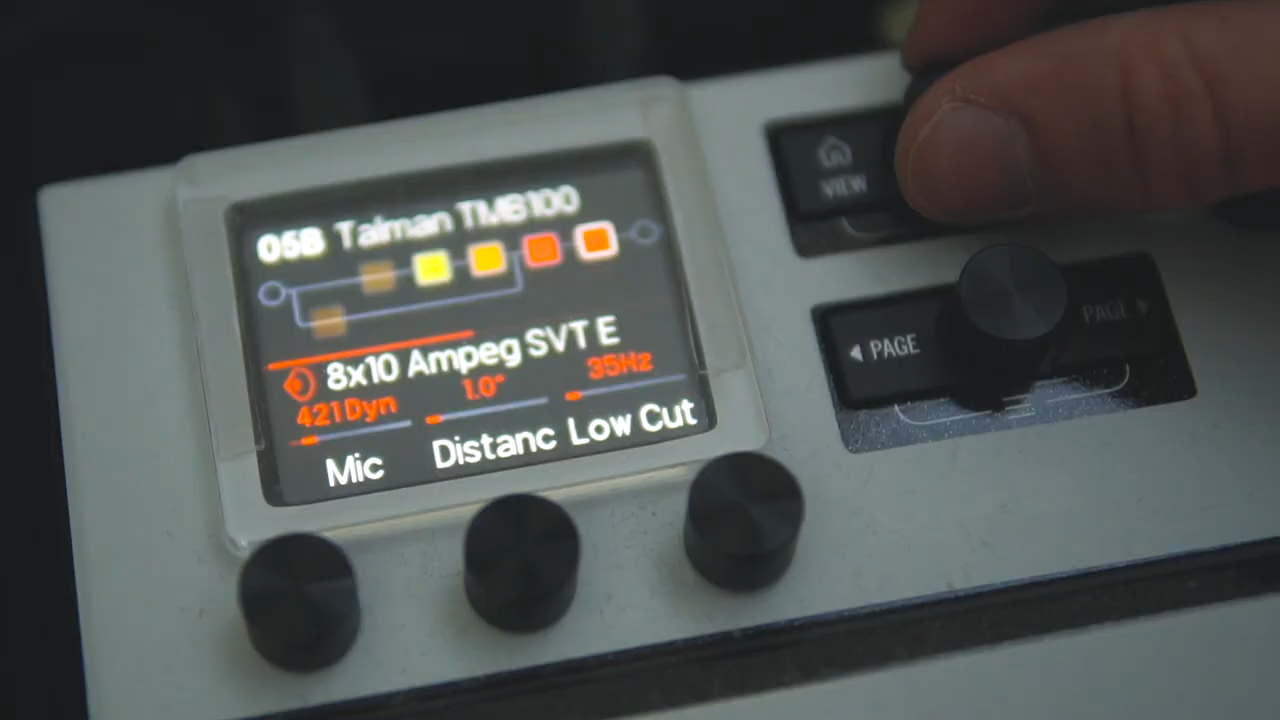 05B Talman TMB100
8x10 Ampeg SVT E
421Dyn 1.0" 35Hz
Mic Distanc Low Cut
VIEW
PAGE PAGE